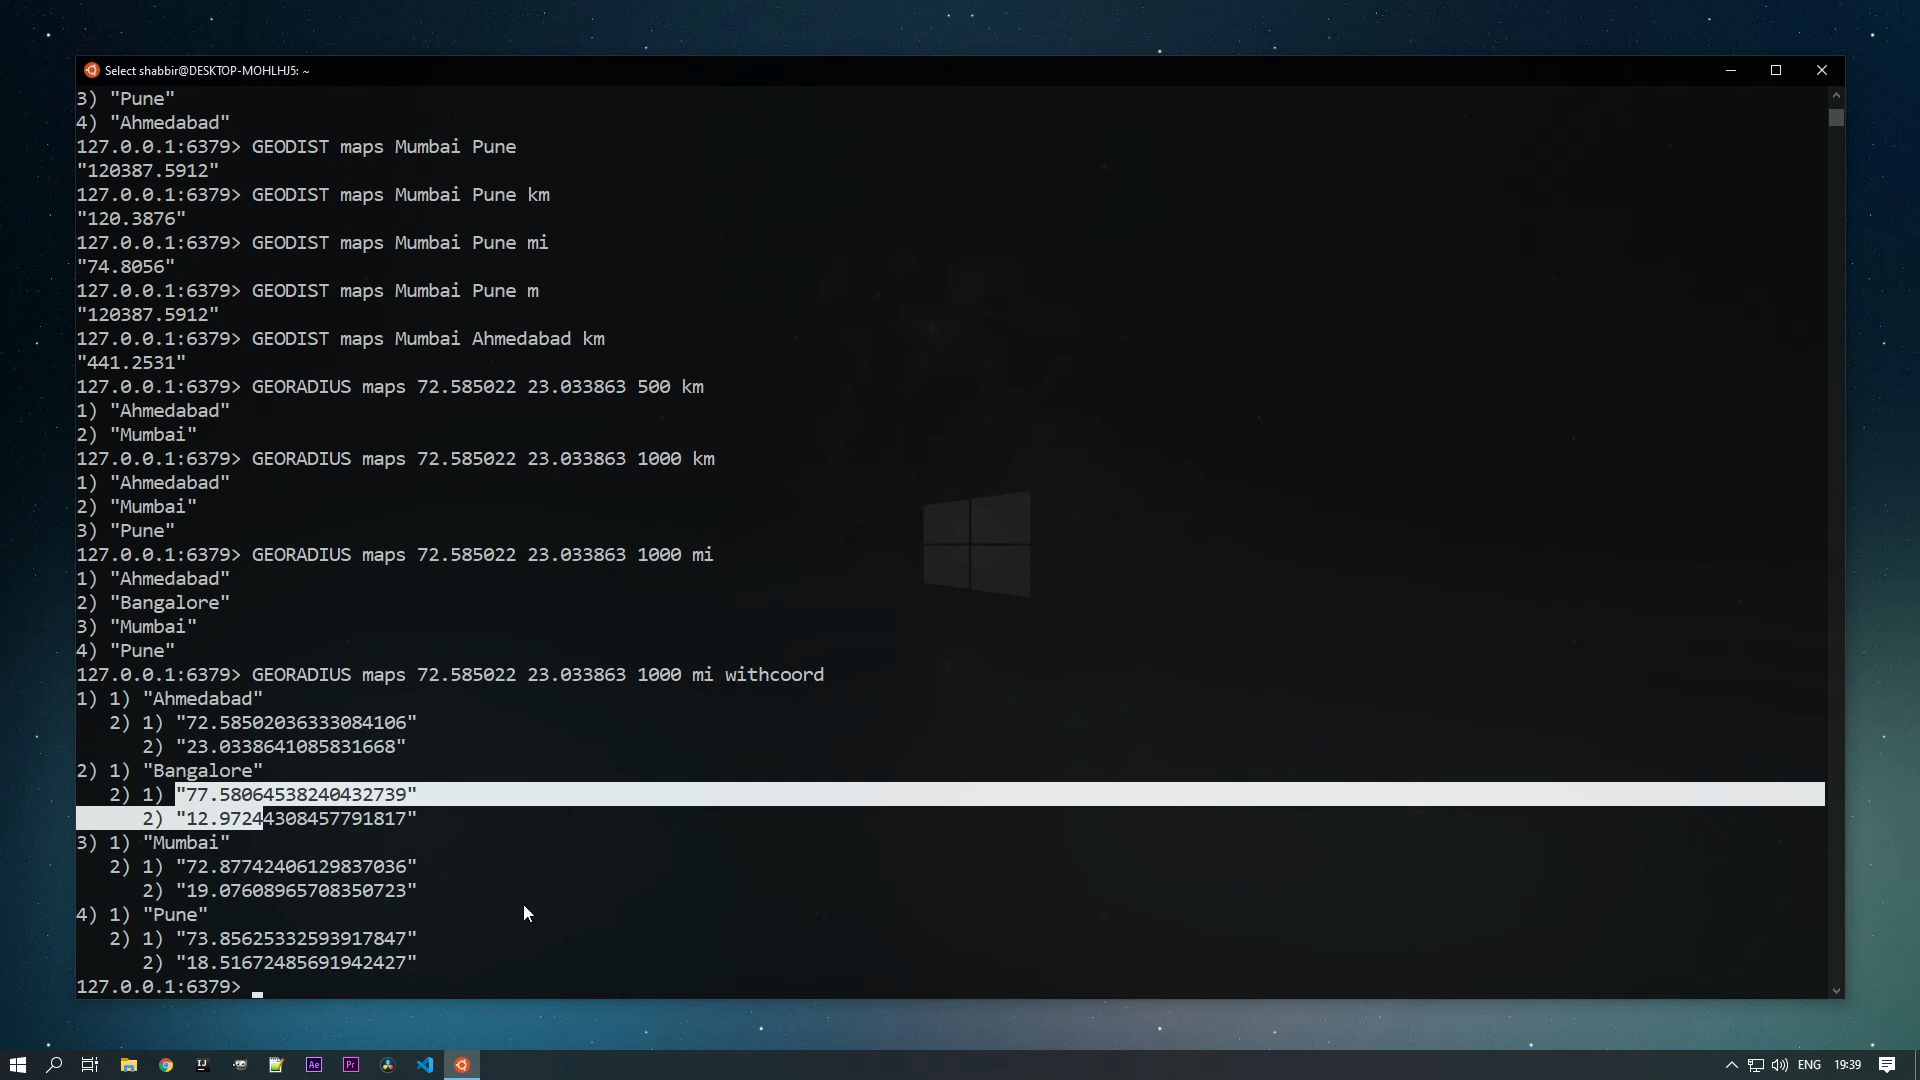 Select shabbir@DESKTOP-MOHLHJ5: ~
3) "Pune"
4) "Ahmedabad"
127.0.0.1:6379> GEODIST maps Mumbai Pune
"120387.5912"
127.0.0.1:6379> GEODIST maps Mumbai Pune km
"120.3876"
127.0.0.1:6379> GEODIST maps Mumbai Pune mi
"74.8056"
127.0.0.1:6379> GEODIST maps Mumbai Pune m
"120387.5912"
127.0.0.1:6379> GEODIST maps Mumbai Ahmedabad km
"441.2531"
127.0.0.1:6379> GEORADIUS maps 72.585022 23.033863 500 km
1) "Ahmedabad"
2) "Mumbai"
127.0.0.1:6379> GEORADIUS maps 72.585022 23.033863 1000 km
1) "Ahmedabad"
2) "Mumbai"
3) "Pune"
127.0.0.1:6379> GEORADIUS maps 72.585022 23.033863 1000 mi
1) "Ahmedabad"
2) "Bangalore"
3) "Mumbai"
4) "Pune"
127.0.0.1:6379> GEORADIUS maps 72.585022 23.033863 1000 mi withcoord
1) 1) "Ahmedabad"
   2) 1) "72.58502036333084106"
      2) "23.0338641085831668"
2) 1) "Bangalore"
   2) 1) "77.58064538240432739"
      2) "12.97244308457791817"
3) 1) "Mumbai"
   2) 1) "72.87742406129837036"
      2) "19.07608965708350723"
4) 1) "Pune"
   2) 1) "73.85625332593917847"
      2) "18.51672485691942427"
127.0.0.1:6379>
IJ Ae Pr ENG 19:39